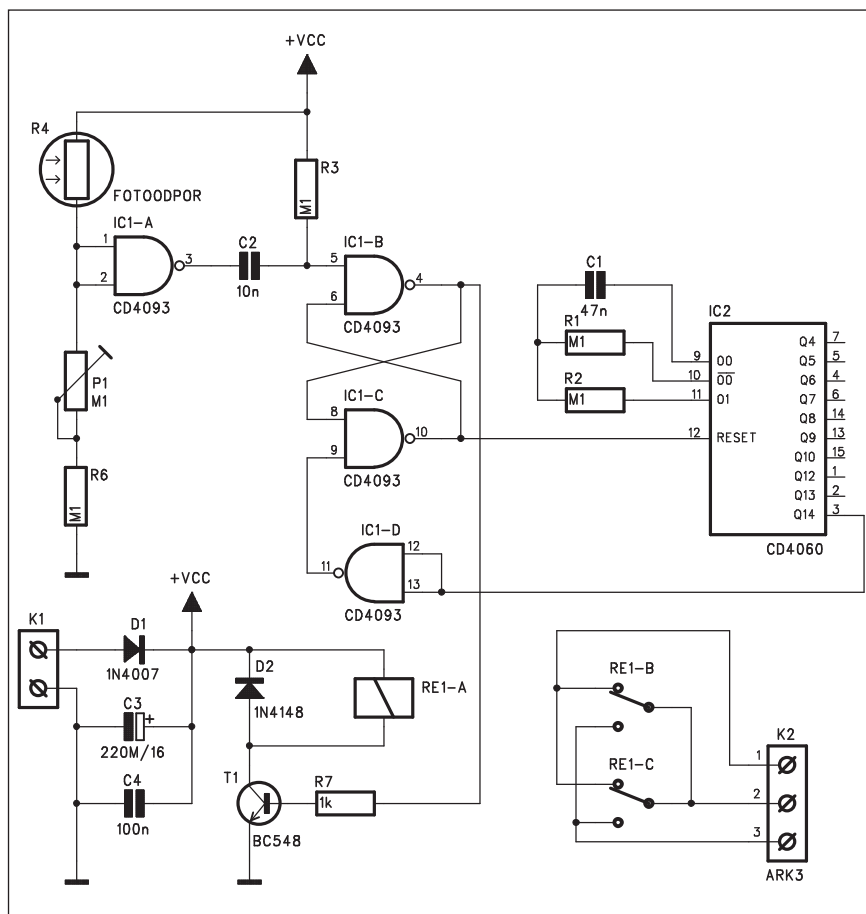 +VCC
R4
FOTOODPOR
R3
M1
IC1-A
1
2
3
CD4093
C2
10n
IC1-B
5
6
4
CD4093
C1
47n
R1
M1
R2
M1
IC2
9 OO
10 OO
11 O1
12 RESET
Q4 7
Q5 5
Q6 4
Q7 6
Q8 14
Q9 13
Q10 15
Q12 1
Q13 2
Q14 3
CD4060
P1
M1
R6
M1
IC1-C
8
9
10
CD4093
IC1-D
11
12
13
CD4093
+VCC
K1
D1
1N4007
D2
1N4148
RE1-A
C3
+
220M/16
C4
100n
T1
BC548
R7
1k
RE1-B
RE1-C
K2
1
2
3
ARK3